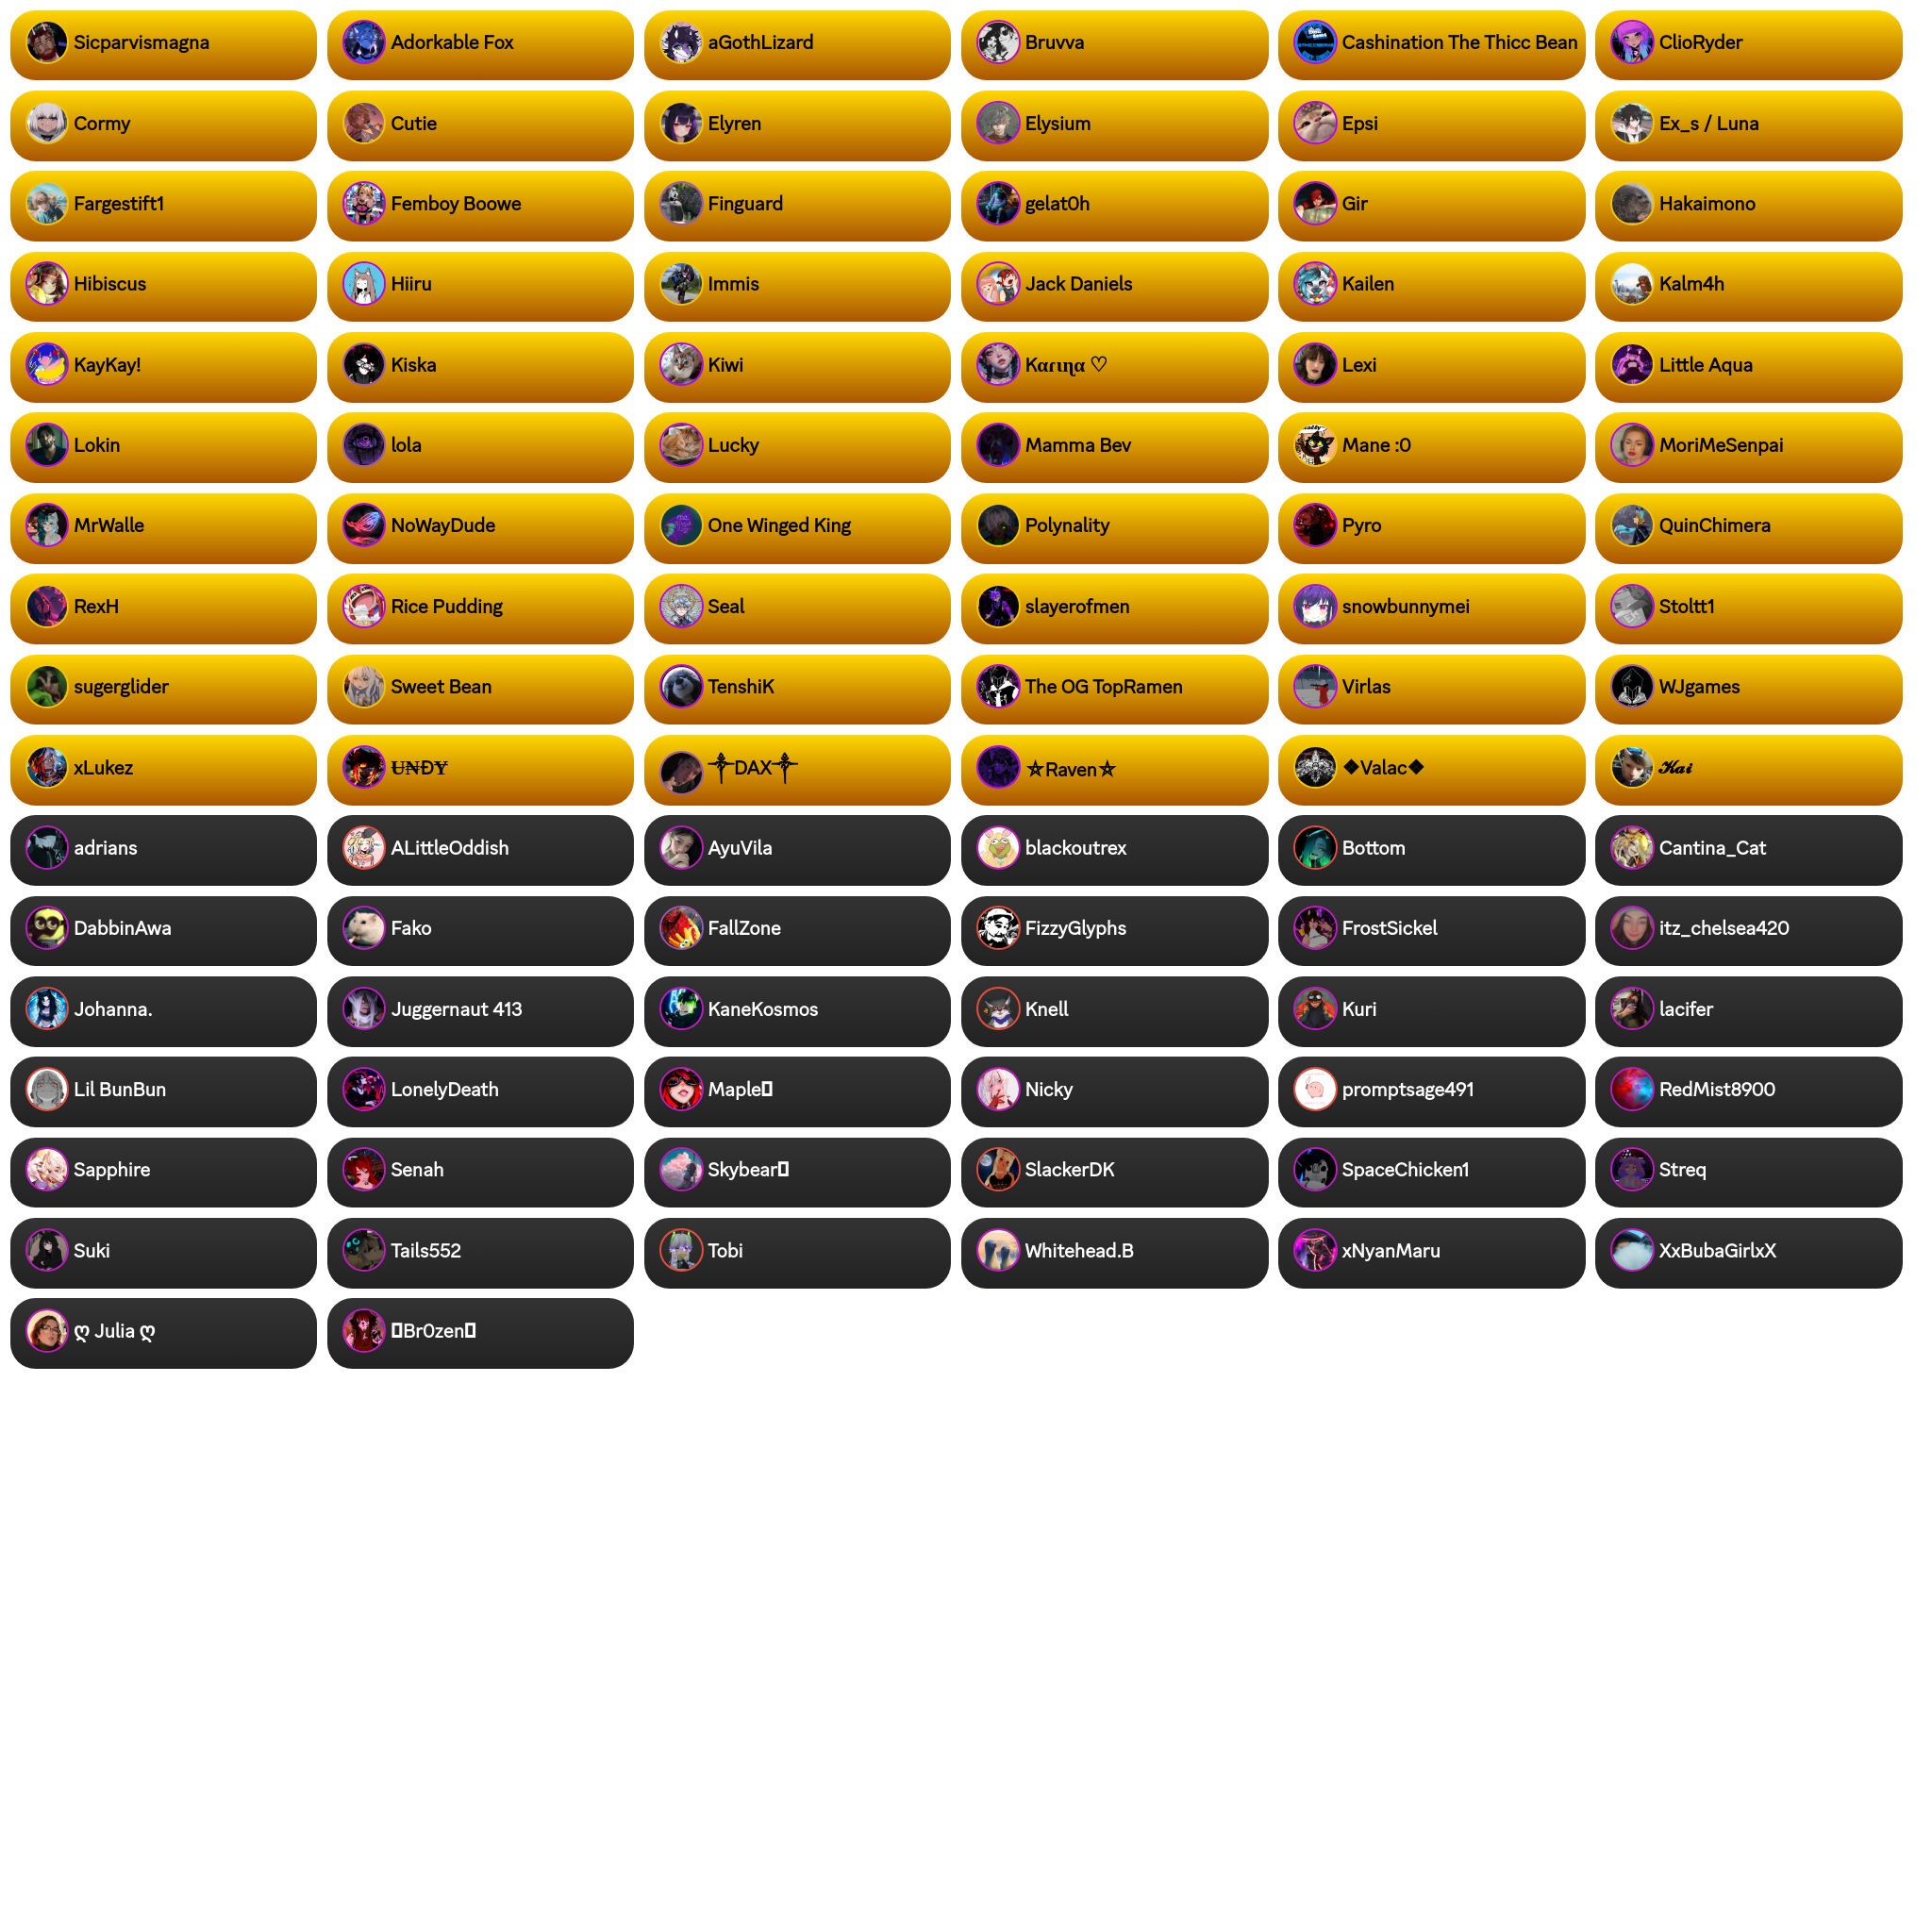 Sicparvismagna
Adorkable Fox
aGothLizard
Bruvva
Cashination The Thicc Bean
ClioRyder
Cormy
Cutie
Elyren
Elysium
Epsi
Ex_s / Luna
Fargestift1
Femboy Boowe
Finguard
gelat0h
Gir
Hakaimono
Hibiscus
Hiiru
Immis
Jack Daniels
Kailen
Kalm4h
KayKay!
Kiska
Kiwi
Kαɾιɳα ♡
Lexi
Little Aqua
Lokin
lola
Lucky
Mamma Bev
Mane :0
MoriMeSenpai
MrWalle
NoWayDude
One Winged King
Polynality
Pyro
QuinChimera
RexH
Rice Pudding
Seal
slayerofmen
snowbunnymei
Stoltt1
sugerglider
Sweet Bean
TenshiK
The OG TopRamen
Virlas
WJgames
xLukez
Ʉ₦ĐɎ
⸸DAX⸸
⛤Raven⛤
❖Valac❖
𝓚𝓪𝓲
adrians
ALittleOddish
AyuVila
blackoutrex
Bottom
Cantina_Cat
DabbinAwa
Fako
FallZone
FizzyGlyphs
FrostSickel
itz_chelsea420
Johanna.
Juggernaut 413
KaneKosmos
Knell
Kuri
lacifer
Lil BunBun
LonelyDeath
Maple
Nicky
promptsage491
RedMist8900
Sapphire
Senah
Skybear
SlackerDK
SpaceChicken1
Streq
Suki
Tails552
Tobi
Whitehead.B
xNyanMaru
XxBubaGirlxX
ღ Julia ღ
Br0zen